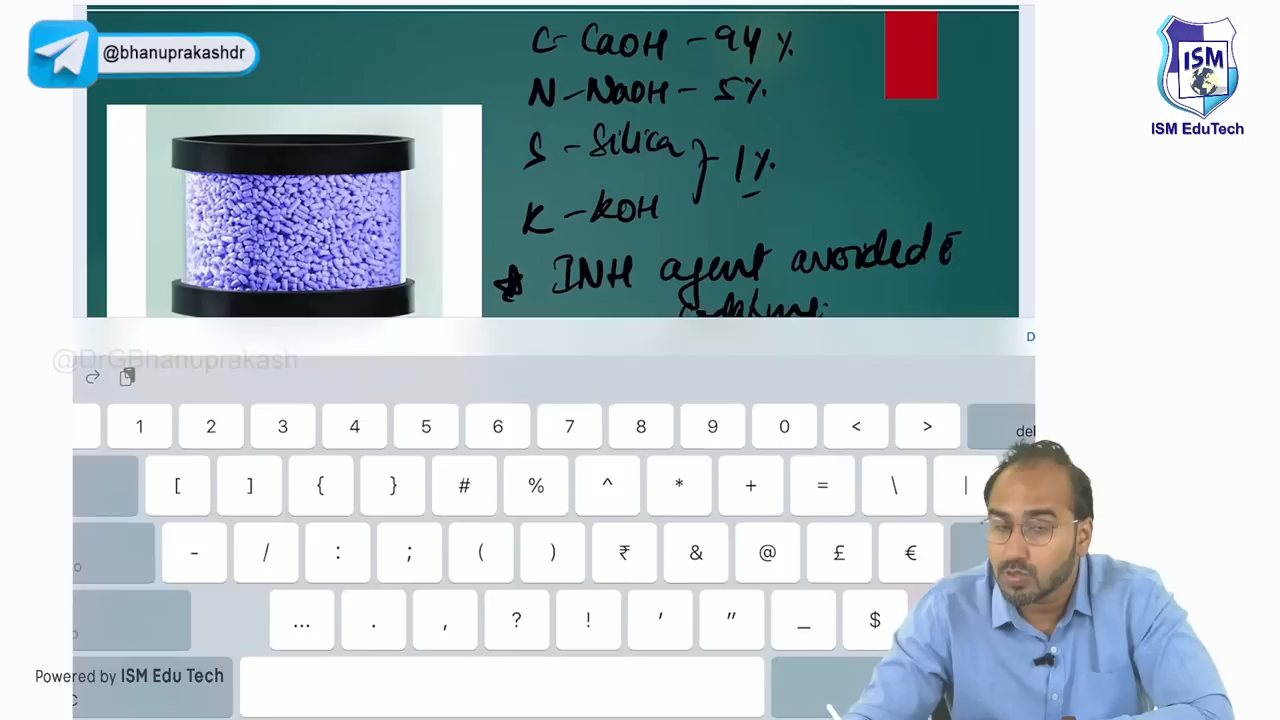 @bhanuprakashdr
C - CaOH - 94 %
N - NaOH - 5 %.
S - Silica } - 1 %.
K - KOH
* INH agent avoided c̄
ISM
ISM EduTech
D
@DrGBhanuprakash
1 2 3 4 5 6 7 8 9 0 < > del
[ ] { } # % ^ * + = \ |
- / : ; ( ) ₹ & @ £ €
... . , ? ! ' " _ $
Powered by ISM Edu Tech